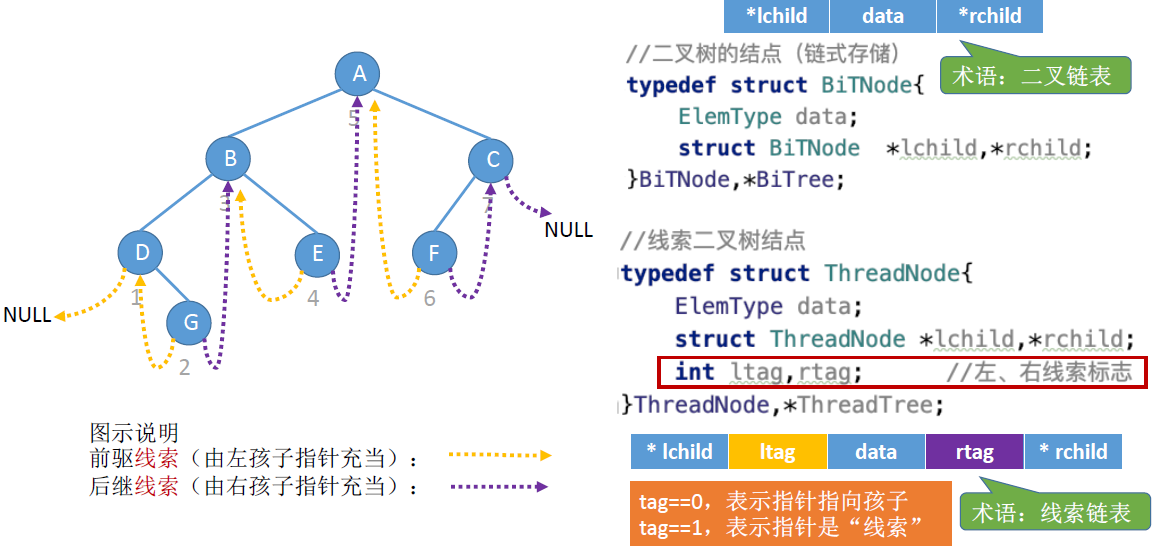 A
5
B
3
C
7
NULL
D
1
E
4
F
6
NULL
G
2
图示说明
前驱线索（由左孩子指针充当）：
后继线索（由右孩子指针充当）：
*lchild data *rchild
//二叉树的结点（链式存储）
术语：二叉链表
typedef struct BiTNode{
ElemType data;
struct BiTNode *lchild,*rchild;
}BiTNode,*BiTree;
//线索二叉树结点
typedef struct ThreadNode{
ElemType data;
struct ThreadNode *lchild,*rchild;
int ltag,rtag; //左、右线索标志
}ThreadNode,*ThreadTree;
* lchild ltag data rtag * rchild
tag==0，表示指针指向孩子
tag==1，表示指针是“线索”
术语：线索链表